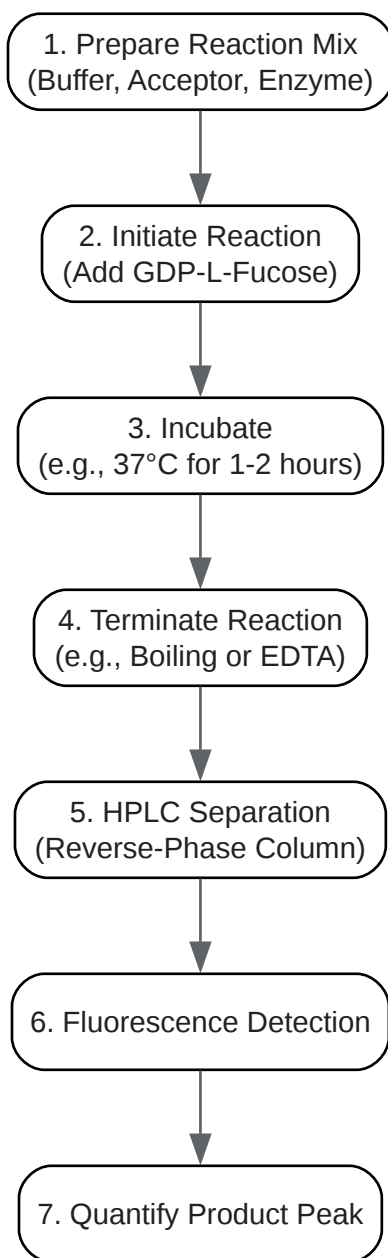 1. Prepare Reaction Mix
(Buffer, Acceptor, Enzyme)
2. Initiate Reaction
(Add GDP-L-Fucose)
3. Incubate
(e.g., 37°C for 1-2 hours)
4. Terminate Reaction
(e.g., Boiling or EDTA)
5. HPLC Separation
(Reverse-Phase Column)
6. Fluorescence Detection
7. Quantify Product Peak